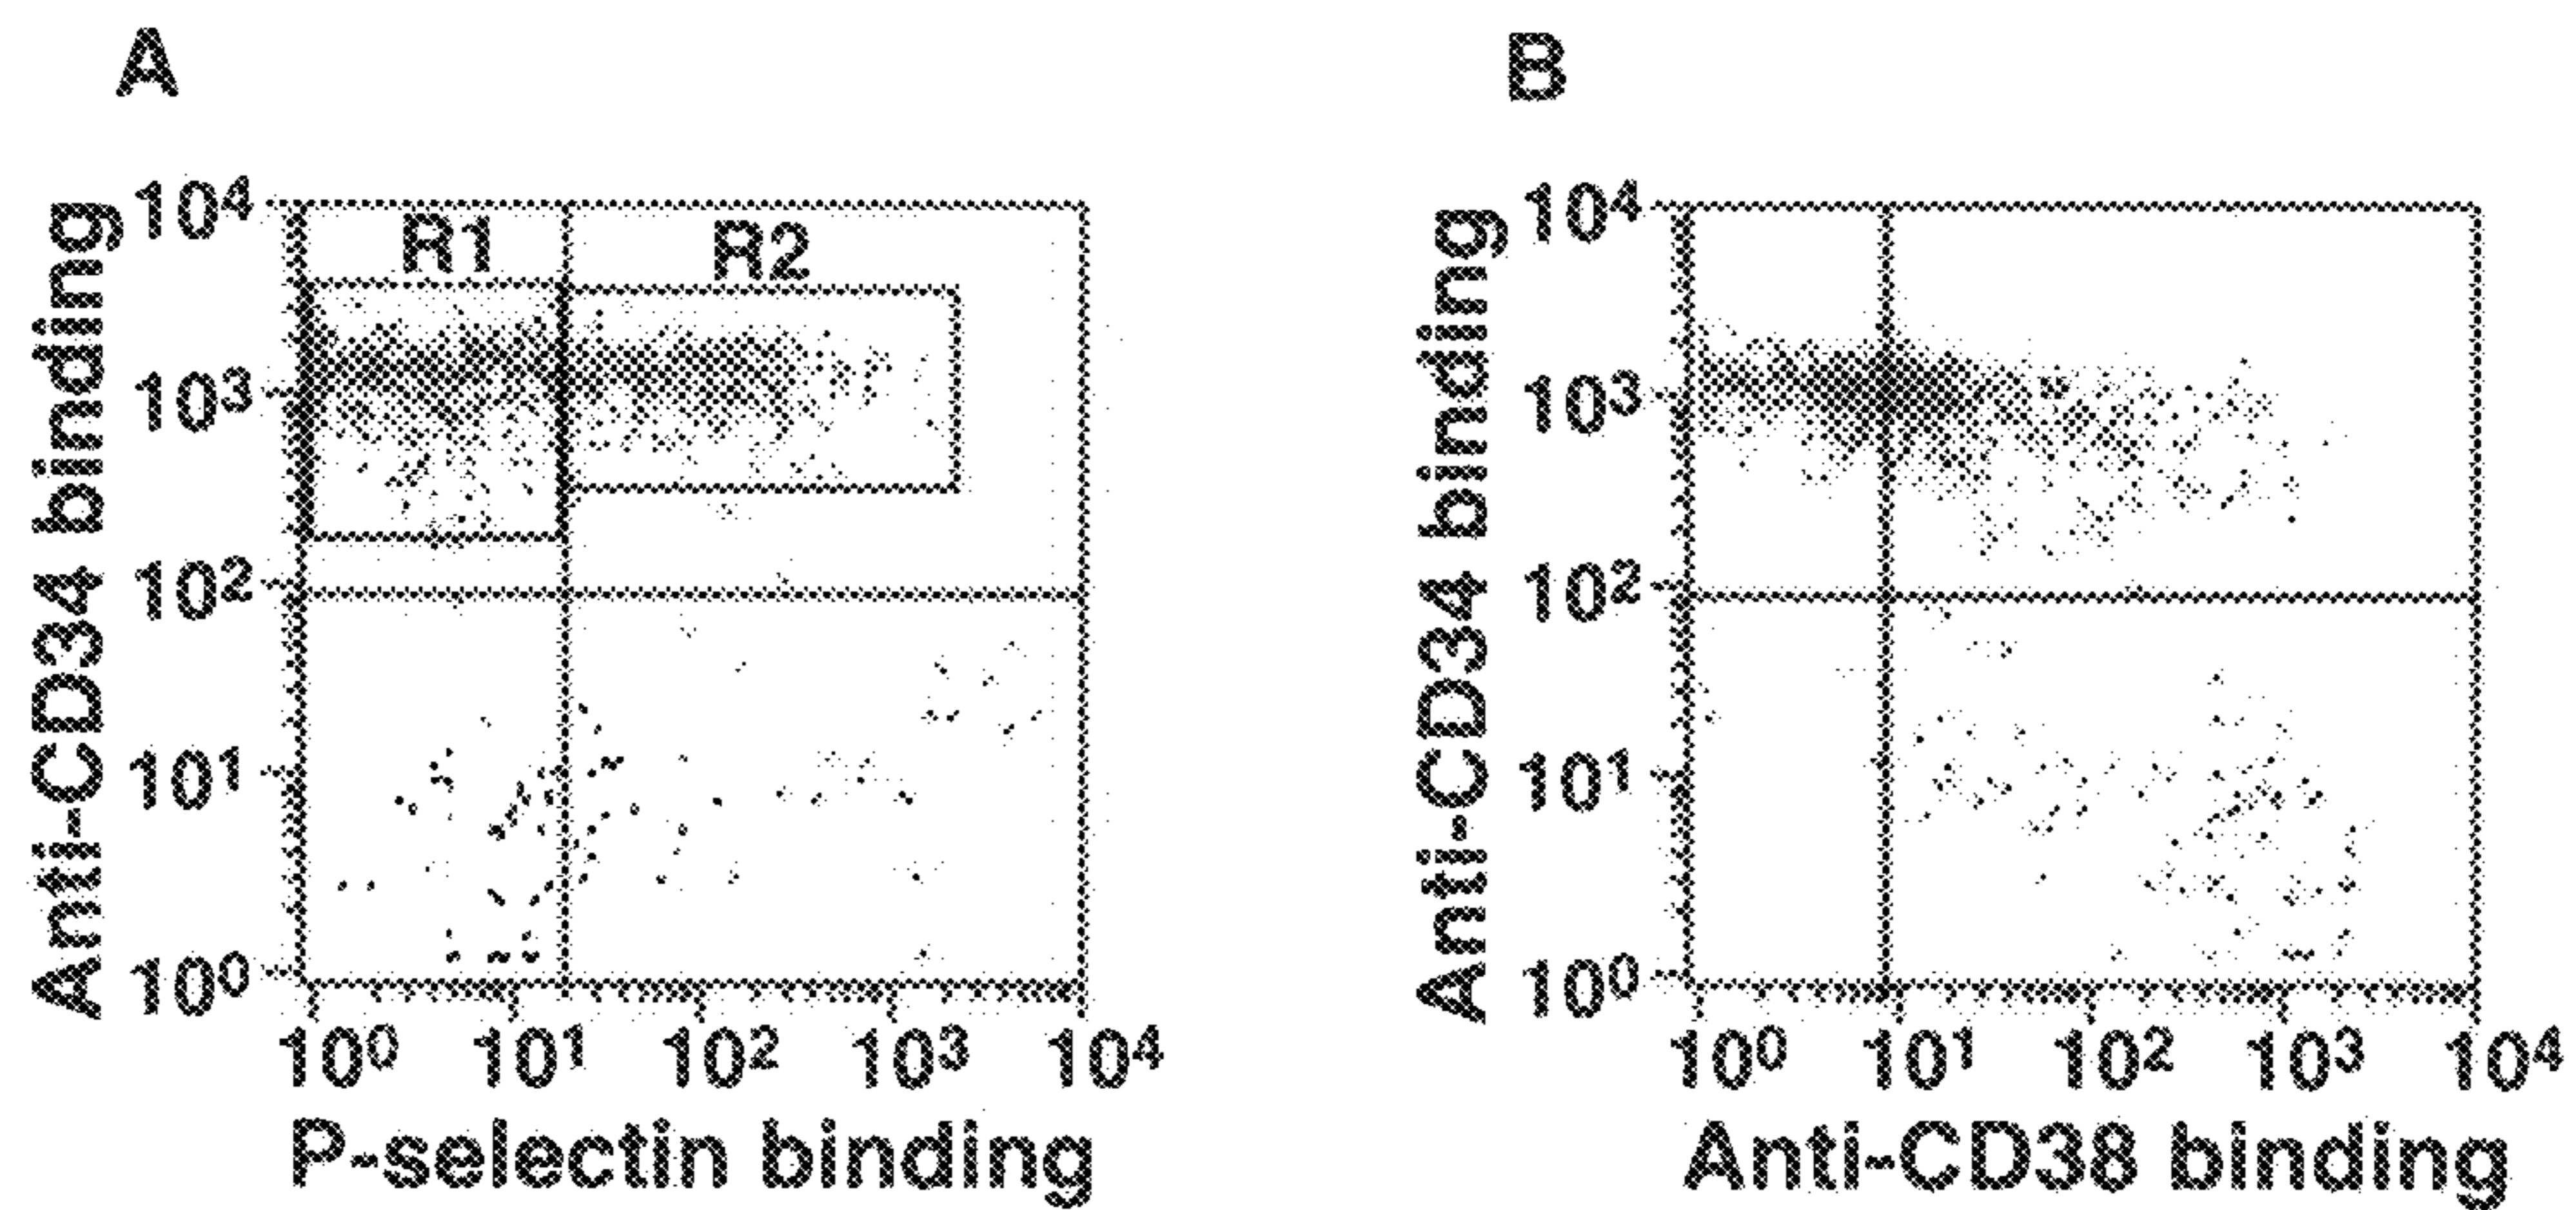 A
Anti-CD34 binding
10⁴
10³
10²
10¹
10⁰
R1
R2
10⁰ 10¹ 10² 10³ 10⁴
P-selectin binding
B
Anti-CD34 binding
10⁴
10³
10²
10¹
10⁰
10⁰ 10¹ 10² 10³ 10⁴
Anti-CD38 binding